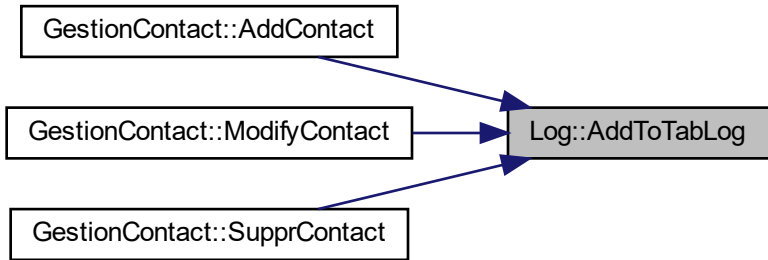 GestionContact::AddContact
GestionContact::ModifyContact
Log::AddToTabLog
GestionContact::SupprContact